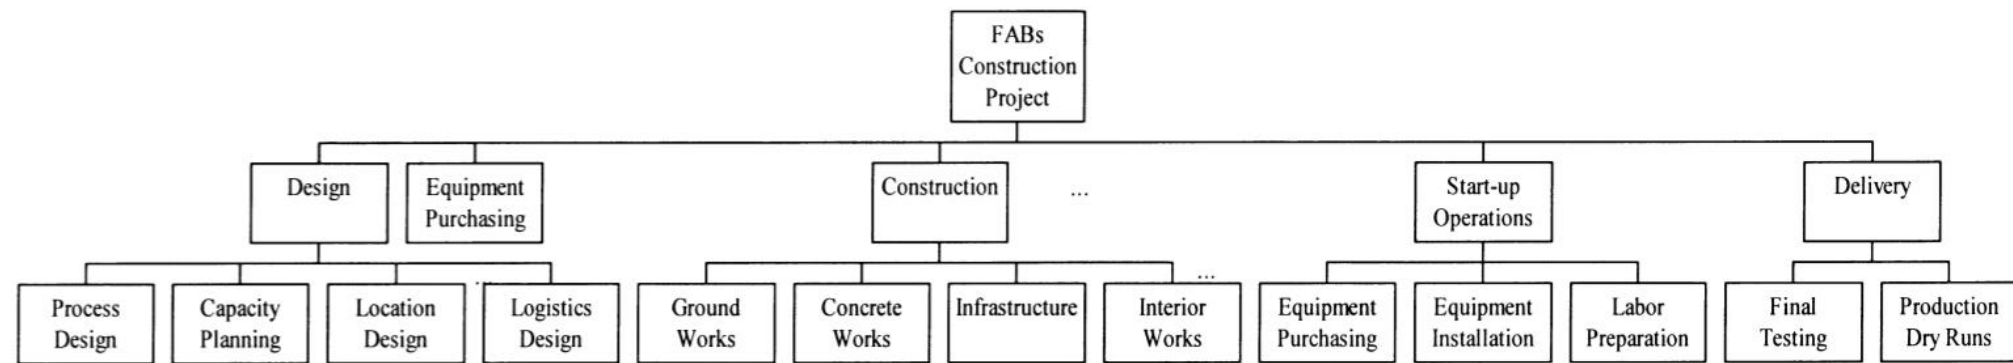 FABs
Construction
Project
Design
Equipment
Purchasing
Construction
...
Start-up
Operations
Delivery
Process
Design
Capacity
Planning
Location
Design
...
Logistics
Design
Ground
Works
Concrete
Works
Infrastructure
Interior
Works
...
Equipment
Purchasing
Equipment
Installation
Labor
Preparation
Final
Testing
Production
Dry Runs